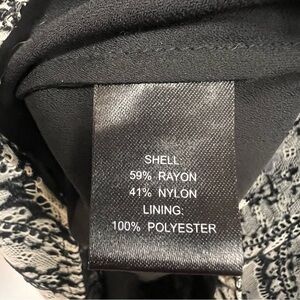 SHELL:
59% RAYON
41% NYLON
LINING:
100% POLYESTER